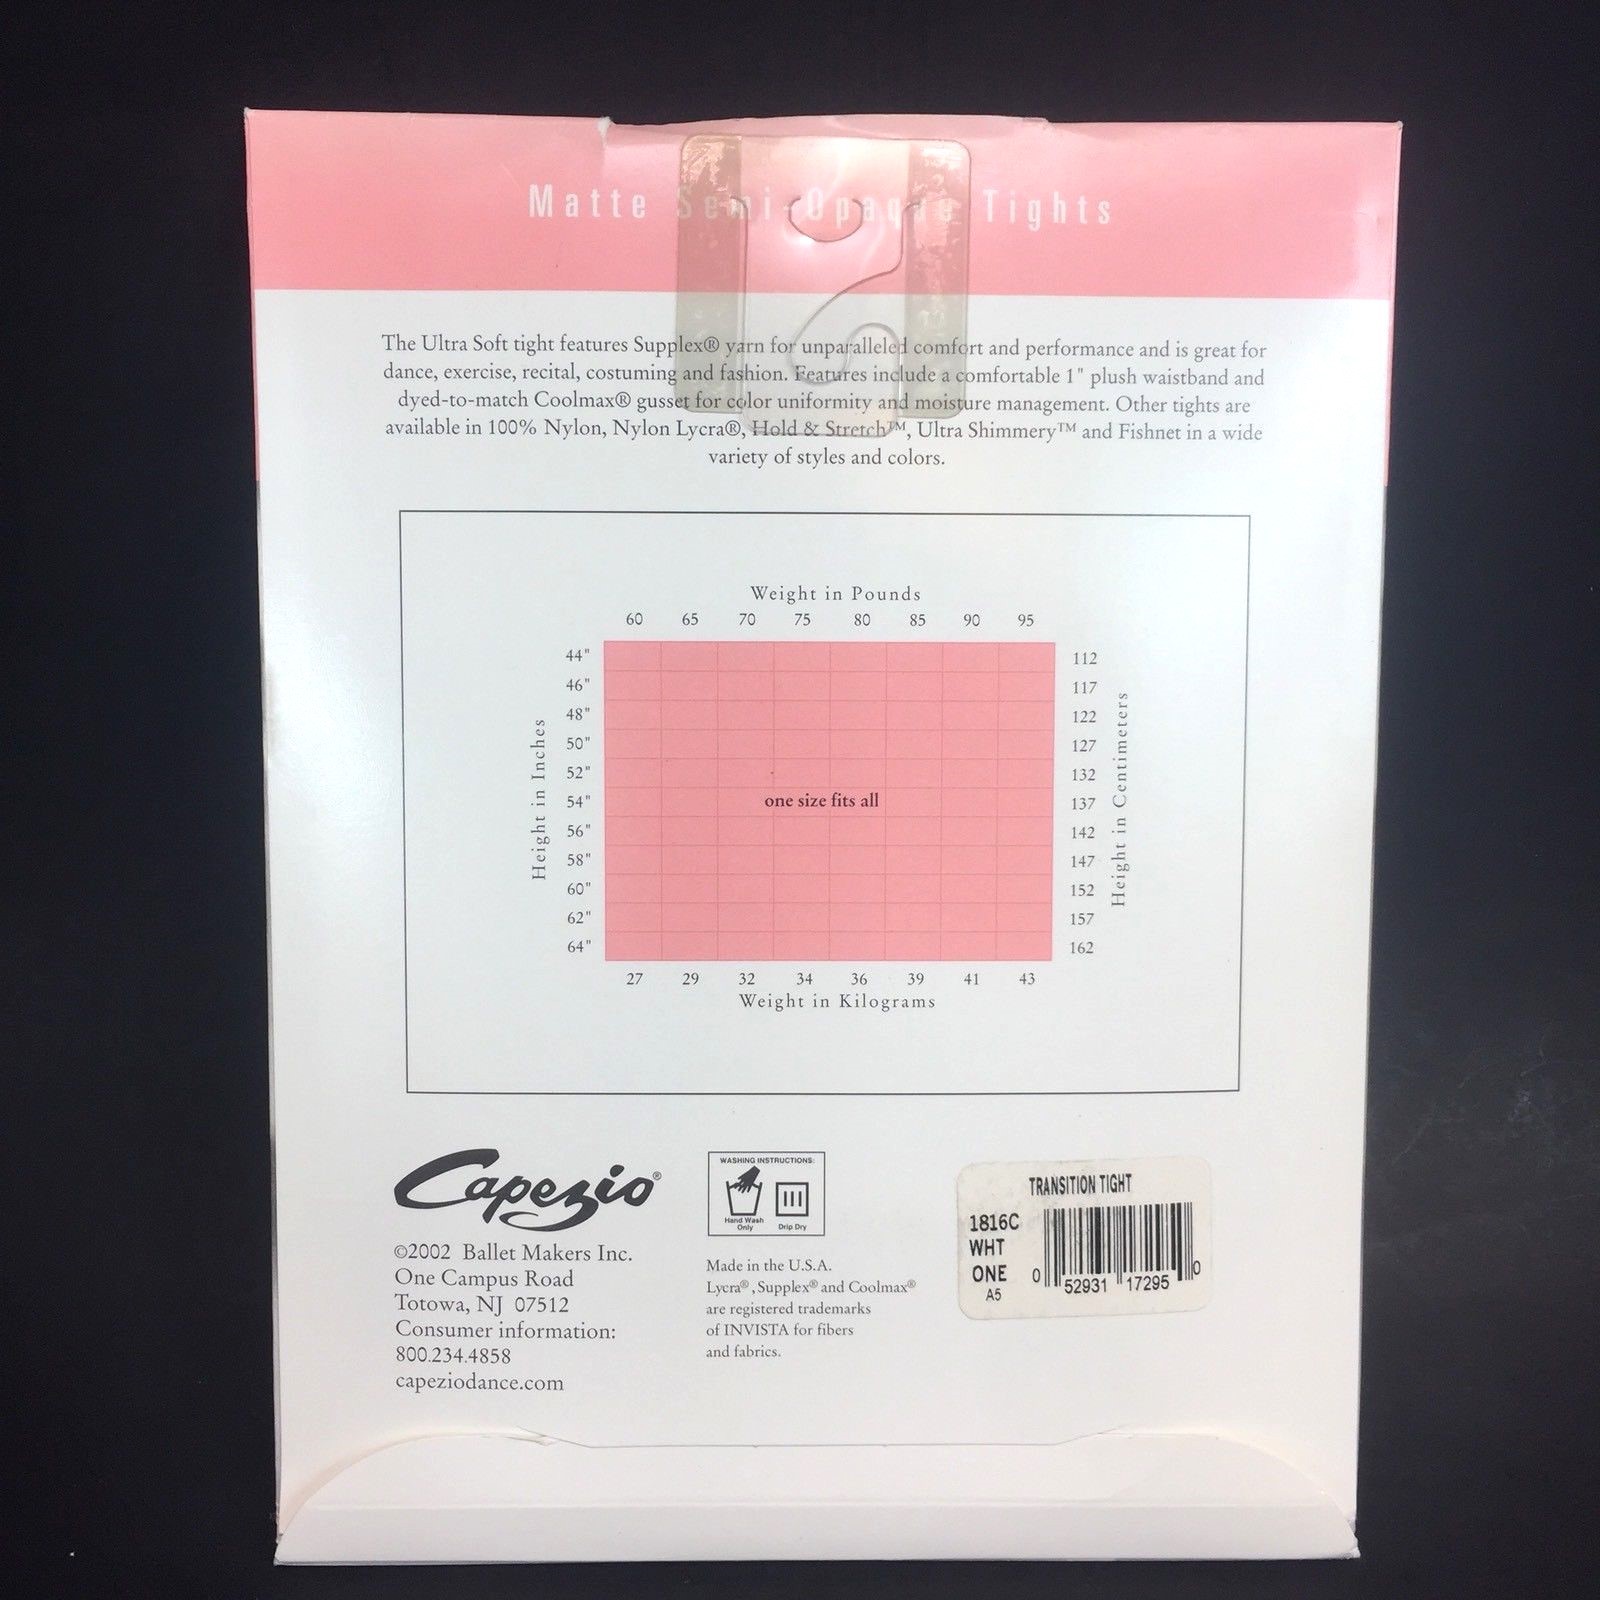 Matte Semi-Opaque Tights
The Ultra Soft tight features Supplex® yarn for unparalleled comfort and performance and is great for
dance, exercise, recital, costuming and fashion. Features include a comfortable 1" plush waistband and
dyed-to-match Coolmax® gusset for color uniformity and moisture management. Other tights are
available in 100% Nylon, Nylon Lycra®, Hold & Stretch™, Ultra Shimmery™ and Fishnet in a wide
variety of styles and colors.
Weight in Pounds
60 65 70 75 80 85 90 95
Height in Inches
44" 112
46" 117
48" 122
50" 127
52" 132
54" one size fits all 137
56" 142
58" 147
60" 152
62" 157
64" 162
Height in Centimeters
27 29 32 34 36 39 41 43
Weight in Kilograms
Capezio®
©2002 Ballet Makers Inc.
One Campus Road
Totowa, NJ 07512
Consumer information:
800.234.4858
capeziodance.com
WASHING INSTRUCTIONS:
Hand Wash
Only
Drip Dry
Made in the U.S.A.
Lycra®, Supplex® and Coolmax®
are registered trademarks
of INVISTA for fibers
and fabrics.
TRANSITION TIGHT
1816C
WHT
ONE
A5
0 52931 17295 0